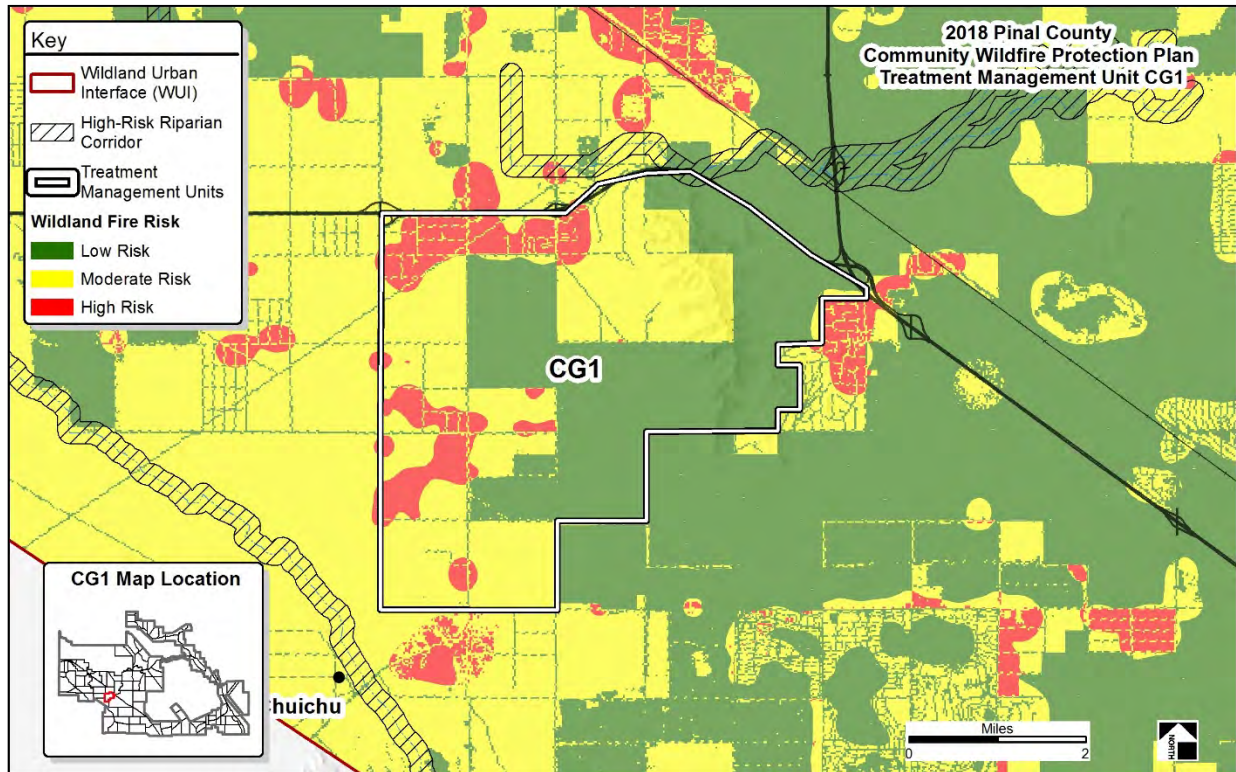 Key
Wildland Urban
Interface (WUI)
High-Risk Riparian
Corridor
Treatment
Management Units
Wildland Fire Risk
Low Risk
Moderate Risk
High Risk
2018 Pinal County
Community Wildfire Protection Plan
Treatment Management Unit CG1
CG1
CG1 Map Location
huichu
Miles
0 2
NORTH